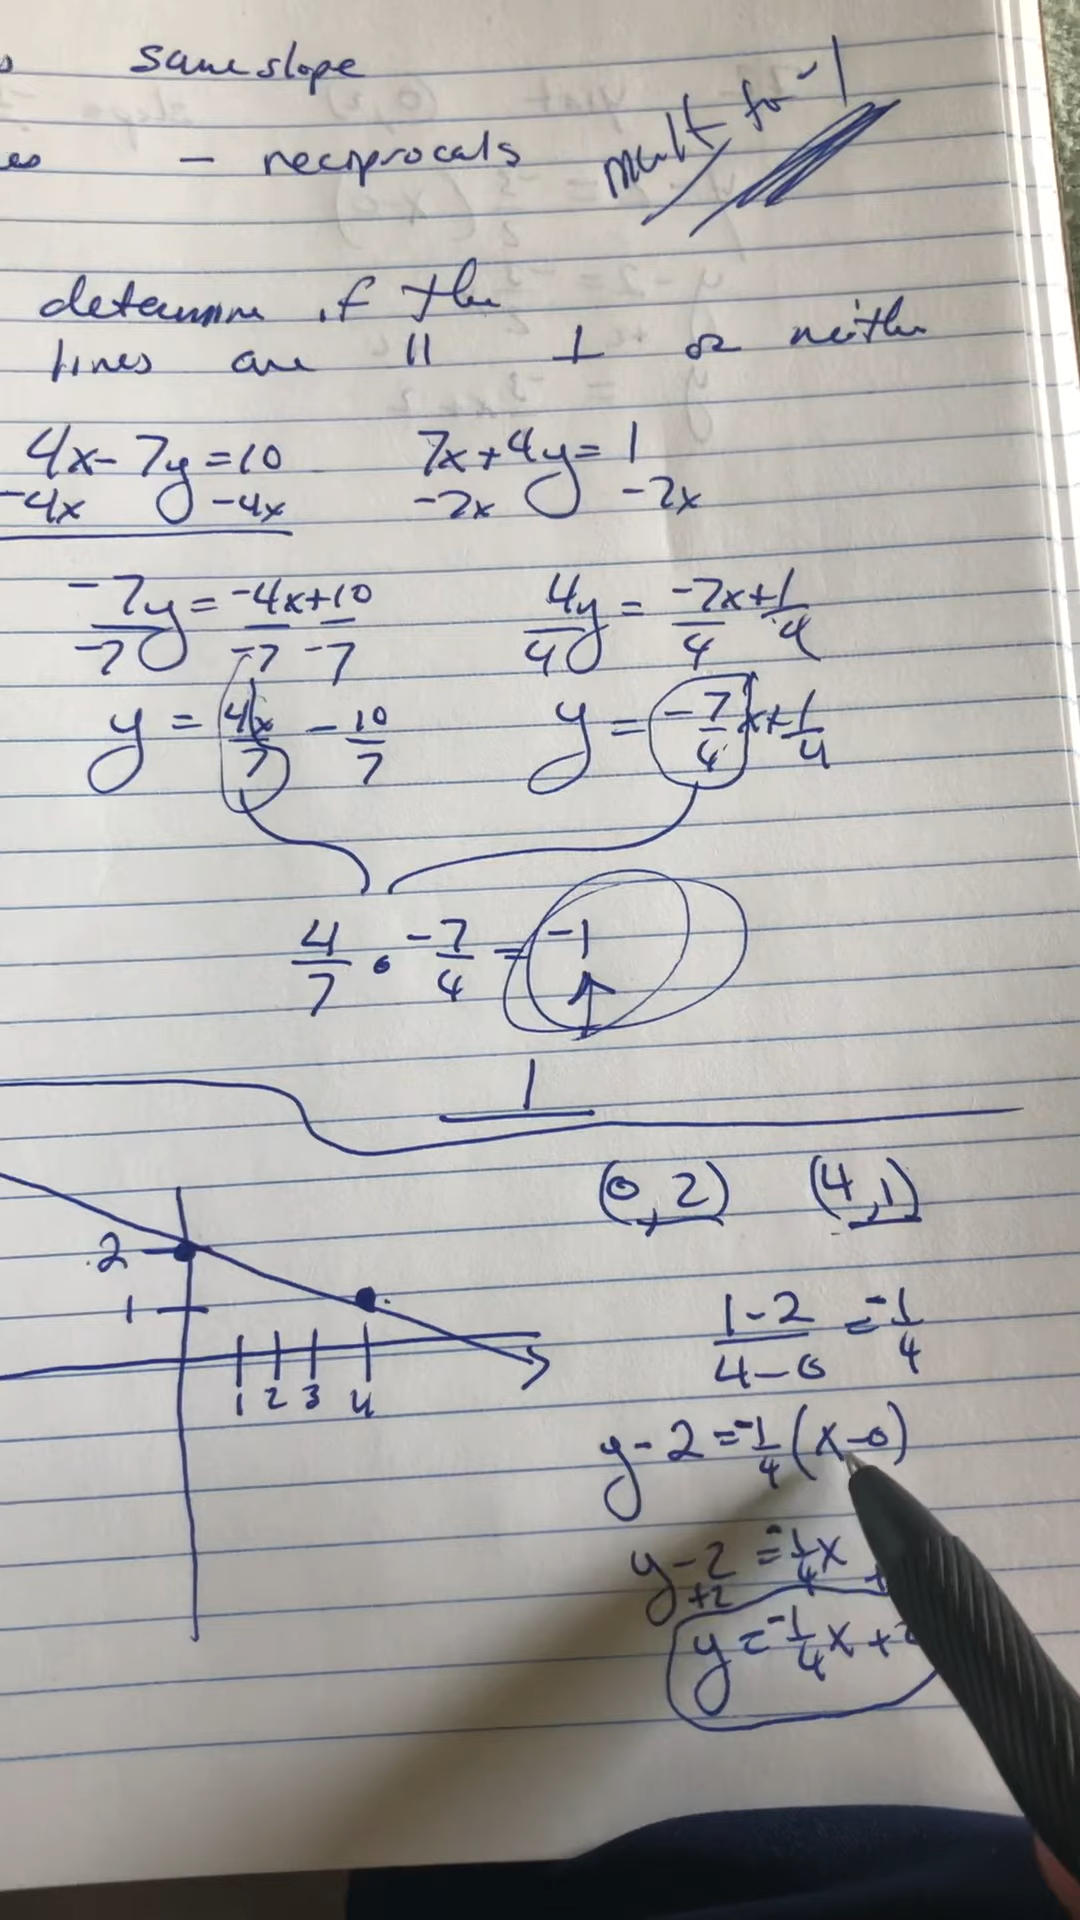 same slope
- reciprocals mult for -1
determine if the
lines are || ⊥ or neither
4x-7y=10 7x+4y=1
-4x -4x -7x -7x
-7y = -4x+10 4y = -7x+1
-7 -7 -7 4 4 4
y = 4x/7 - 10/7 y = -7/4 x + 1/4
4/7 · -7/4 = -1
⊥
(0,2) (4,1)
2
1
1 2 3 4
1-2/4-0 = -1/4
y-2 = -1/4 (x-0)
y-2 = -1/4 x
+2 +
y = -1/4 x +